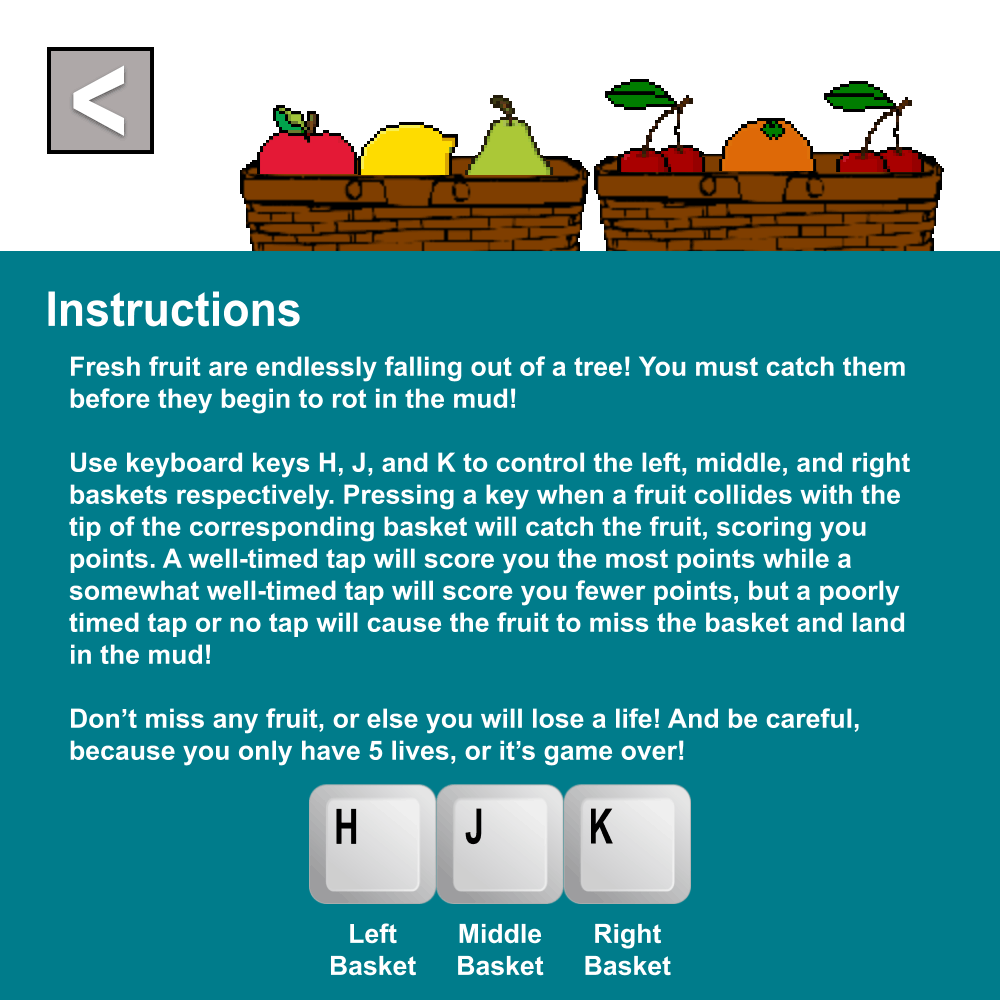 <
Instructions
Fresh fruit are endlessly falling out of a tree! You must catch them
before they begin to rot in the mud!
Use keyboard keys H, J, and K to control the left, middle, and right
baskets respectively. Pressing a key when a fruit collides with the
tip of the corresponding basket will catch the fruit, scoring you
points. A well-timed tap will score you the most points while a
somewhat well-timed tap will score you fewer points, but a poorly
timed tap or no tap will cause the fruit to miss the basket and land
in the mud!
Don’t miss any fruit, or else you will lose a life! And be careful,
because you only have 5 lives, or it’s game over!
H J K
Left Middle Right
Basket Basket Basket